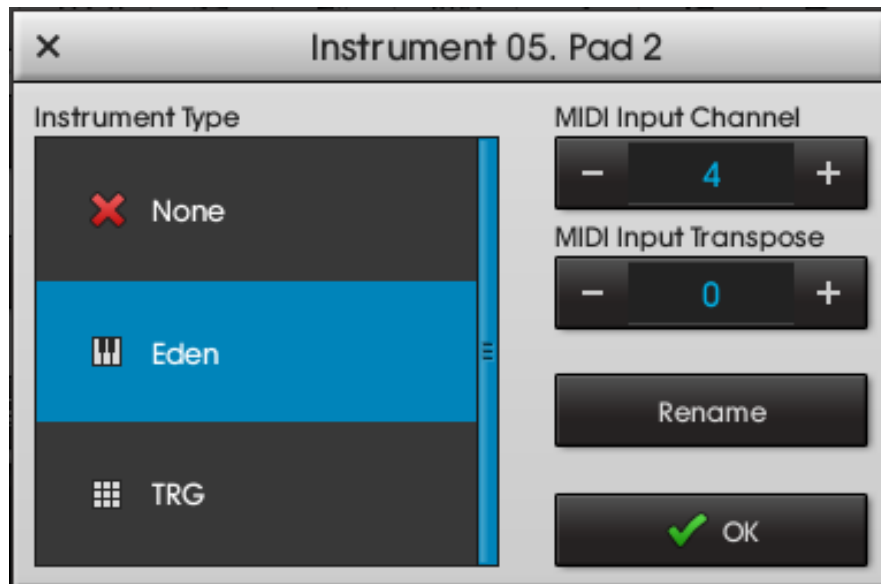 Instrument 05. Pad 2
Instrument Type
None
Eden
TRG
MIDI Input Channel
− 4 +
MIDI Input Transpose
− 0 +
Rename
OK